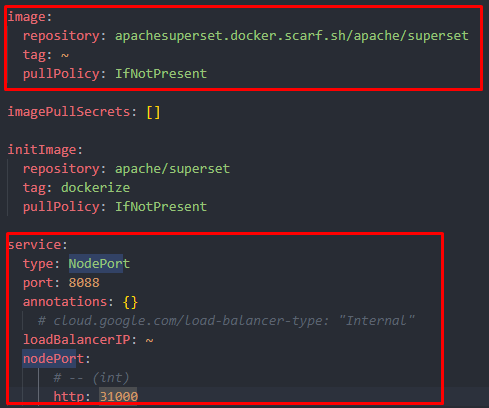 image:
  repository: apachesuperset.docker.scarf.sh/apache/superset
  tag: ~
  pullPolicy: IfNotPresent

imagePullSecrets: []

initImage:
  repository: apache/superset
  tag: dockerize
  pullPolicy: IfNotPresent

service:
  type: NodePort
  port: 8088
  annotations: {}
    # cloud.google.com/load-balancer-type: "Internal"
  loadBalancerIP: ~
  nodePort:
      # -- (int)
      http: 31000